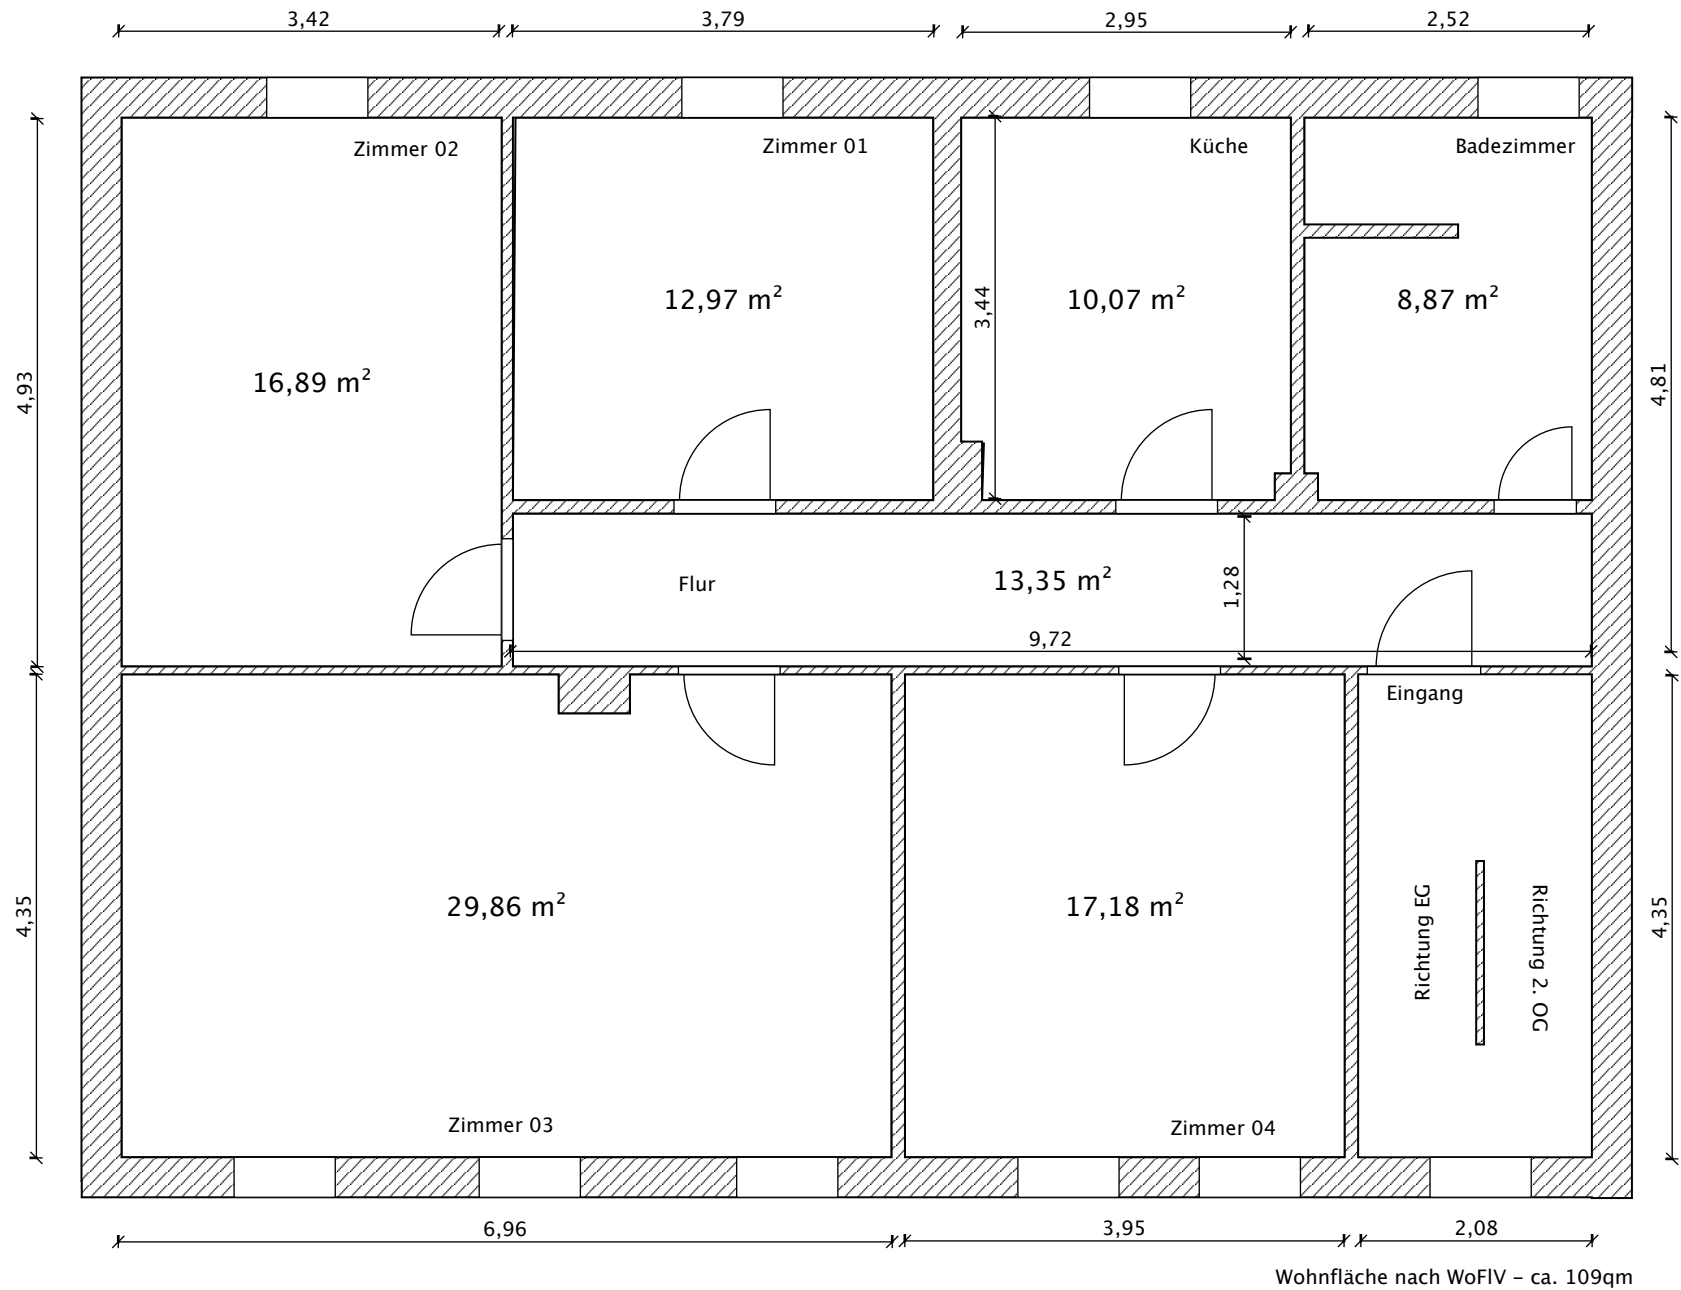 3,42
3,79
2,95
2,52
Zimmer 02
Zimmer 01
Küche
Badezimmer
12,97 m²
3,44
10,07 m²
8,87 m²
16,89 m²
4,93
4,81
Flur
13,35 m²
1,28
9,72
Eingang
29,86 m²
17,18 m²
4,35
4,35
Richtung EG
Richtung 2. OG
Zimmer 03
Zimmer 04
6,96
3,95
2,08
Wohnfläche nach WoFlV - ca. 109qm